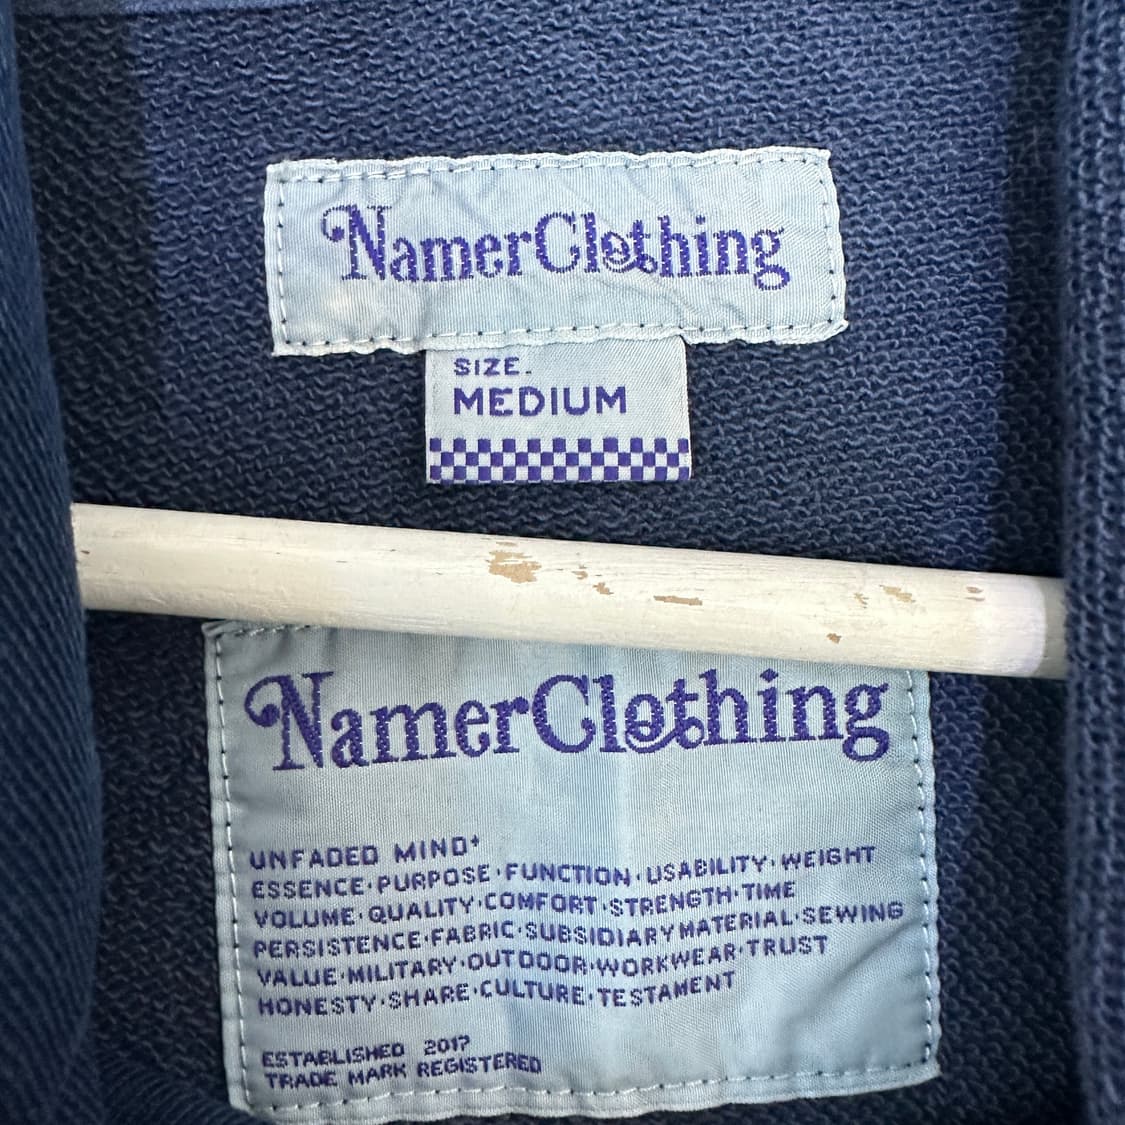 NamerClothing
SIZE.
MEDIUM
NamerClothing
UNFADED MIND+
ESSENCE·PURPOSE·FUNCTION·USABILITY·WEIGHT
VOLUME·QUALITY·COMFORT·STRENGTH·TIME
PERSISTENCE·FABRIC·SUBSIDIARY MATERIAL·SEWING
VALUE·MILITARY·OUTDOOR·WORKWEAR·TRUST
HONESTY·SHARE·CULTURE·TESTAMENT
ESTABLISHED 2017
TRADE MARK REGISTERED